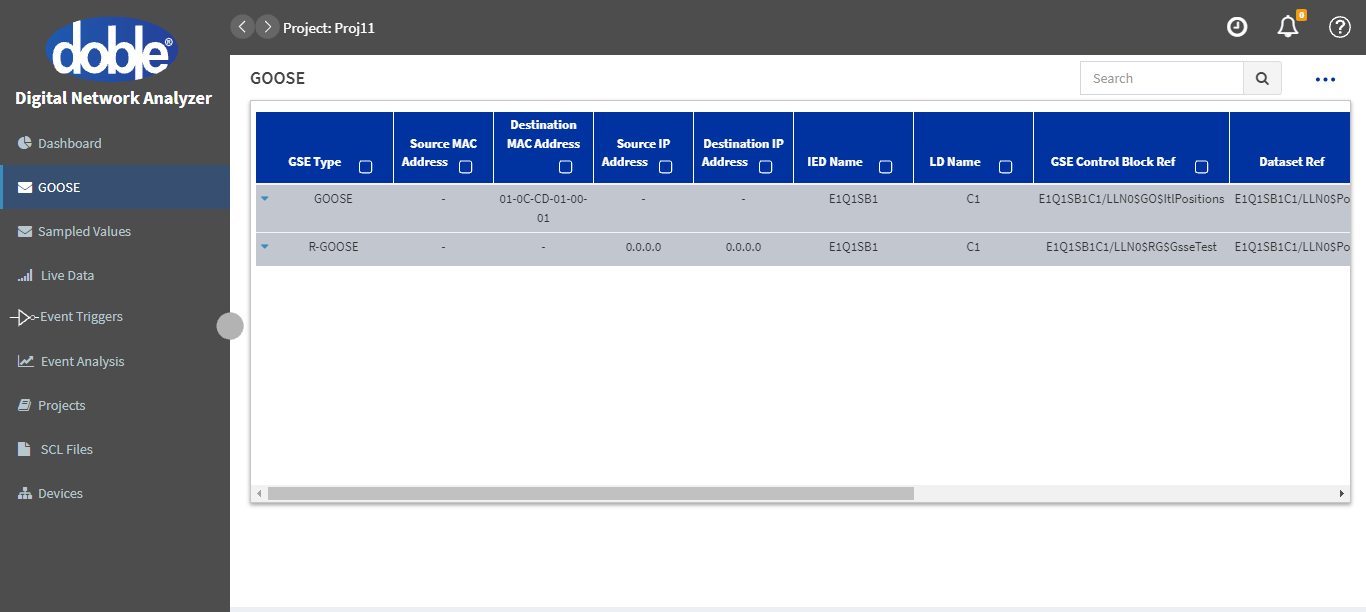 doble®
Digital Network Analyzer
Dashboard
GOOSE
Sampled Values
Live Data
Event Triggers
Event Analysis
Projects
SCL Files
Devices
Project: Proj11
0
GOOSE
Search
GSE Type
Source MAC
Address
Destination
MAC Address
Source IP
Address
Destination IP
Address
IED Name
LD Name
GSE Control Block Ref
Dataset Ref
GOOSE - 01-0C-CD-01-00- - - E1Q1SB1 C1 E1Q1SB1C1/LLN0$GO$ItlPositions E1Q1SB1C1/LLN0$Po
01
R-GOOSE - - 0.0.0.0 0.0.0.0 E1Q1SB1 C1 E1Q1SB1C1/LLN0$RG$GsseTest E1Q1SB1C1/LLN0$Po